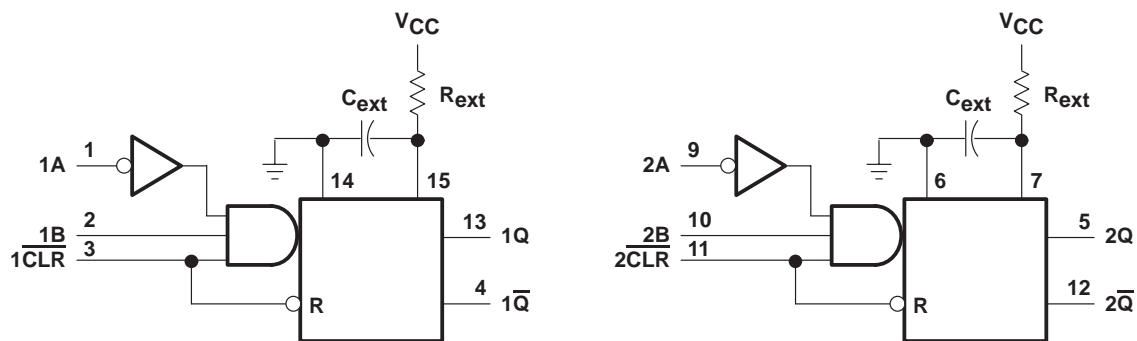 VCC
Rext
Cext
1A 1
14 15
1B 2
1CLR 3
13 1Q
4 1Q̅
R
VCC
Rext
Cext
2A 9
6 7
2B 10
2CLR 11
5 2Q
12 2Q̅
R